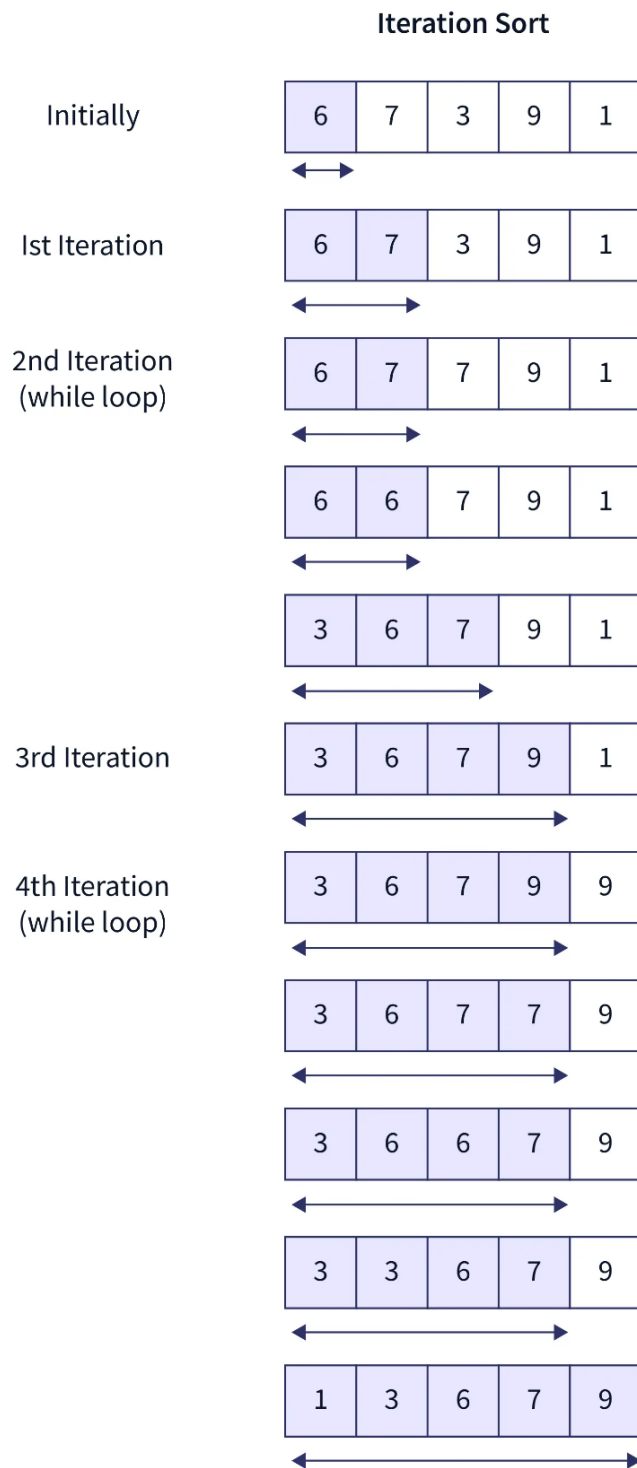 Iteration Sort
Initially 6 7 3 9 1
Ist Iteration 6 7 3 9 1
2nd Iteration
(while loop) 6 7 7 9 1
6 6 7 9 1
3 6 7 9 1
3rd Iteration 3 6 7 9 1
4th Iteration
(while loop) 3 6 7 9 9
3 6 7 7 9
3 6 6 7 9
3 3 6 7 9
1 3 6 7 9